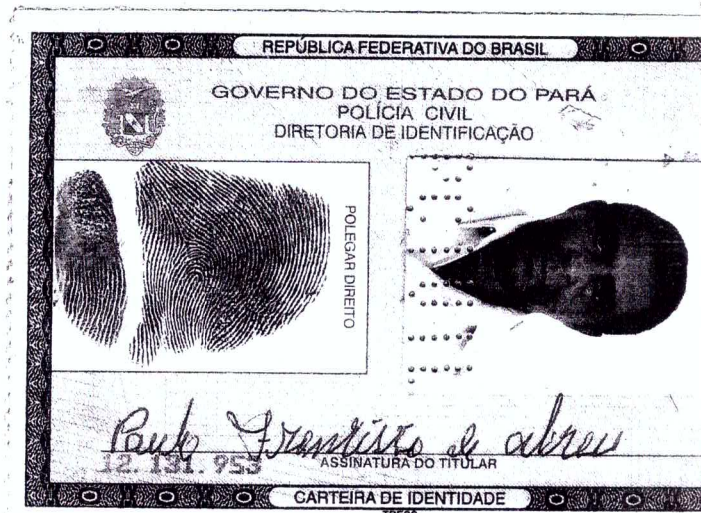 REPÚBLICA FEDERATIVA DO BRASIL
GOVERNO DO ESTADO DO PARÁ
POLÍCIA CIVIL
DIRETORIA DE IDENTIFICAÇÃO
POLEGAR DIREITO
Paulo Francisco de abreu
12.131.953
ASSINATURA DO TITULAR
CARTEIRA DE IDENTIDADE